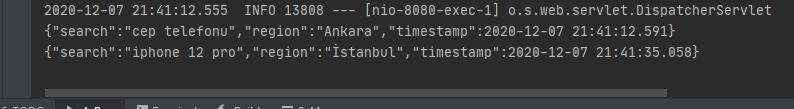 2020-12-07 21:41:12.555  INFO 13808 --- [nio-8080-exec-1] o.s.web.servlet.DispatcherServlet
{"search":"cep telefonu","region":"Ankara","timestamp":2020-12-07 21:41:12.591}
{"search":"iphone 12 pro","region":"İstanbul","timestamp":2020-12-07 21:41:35.058}